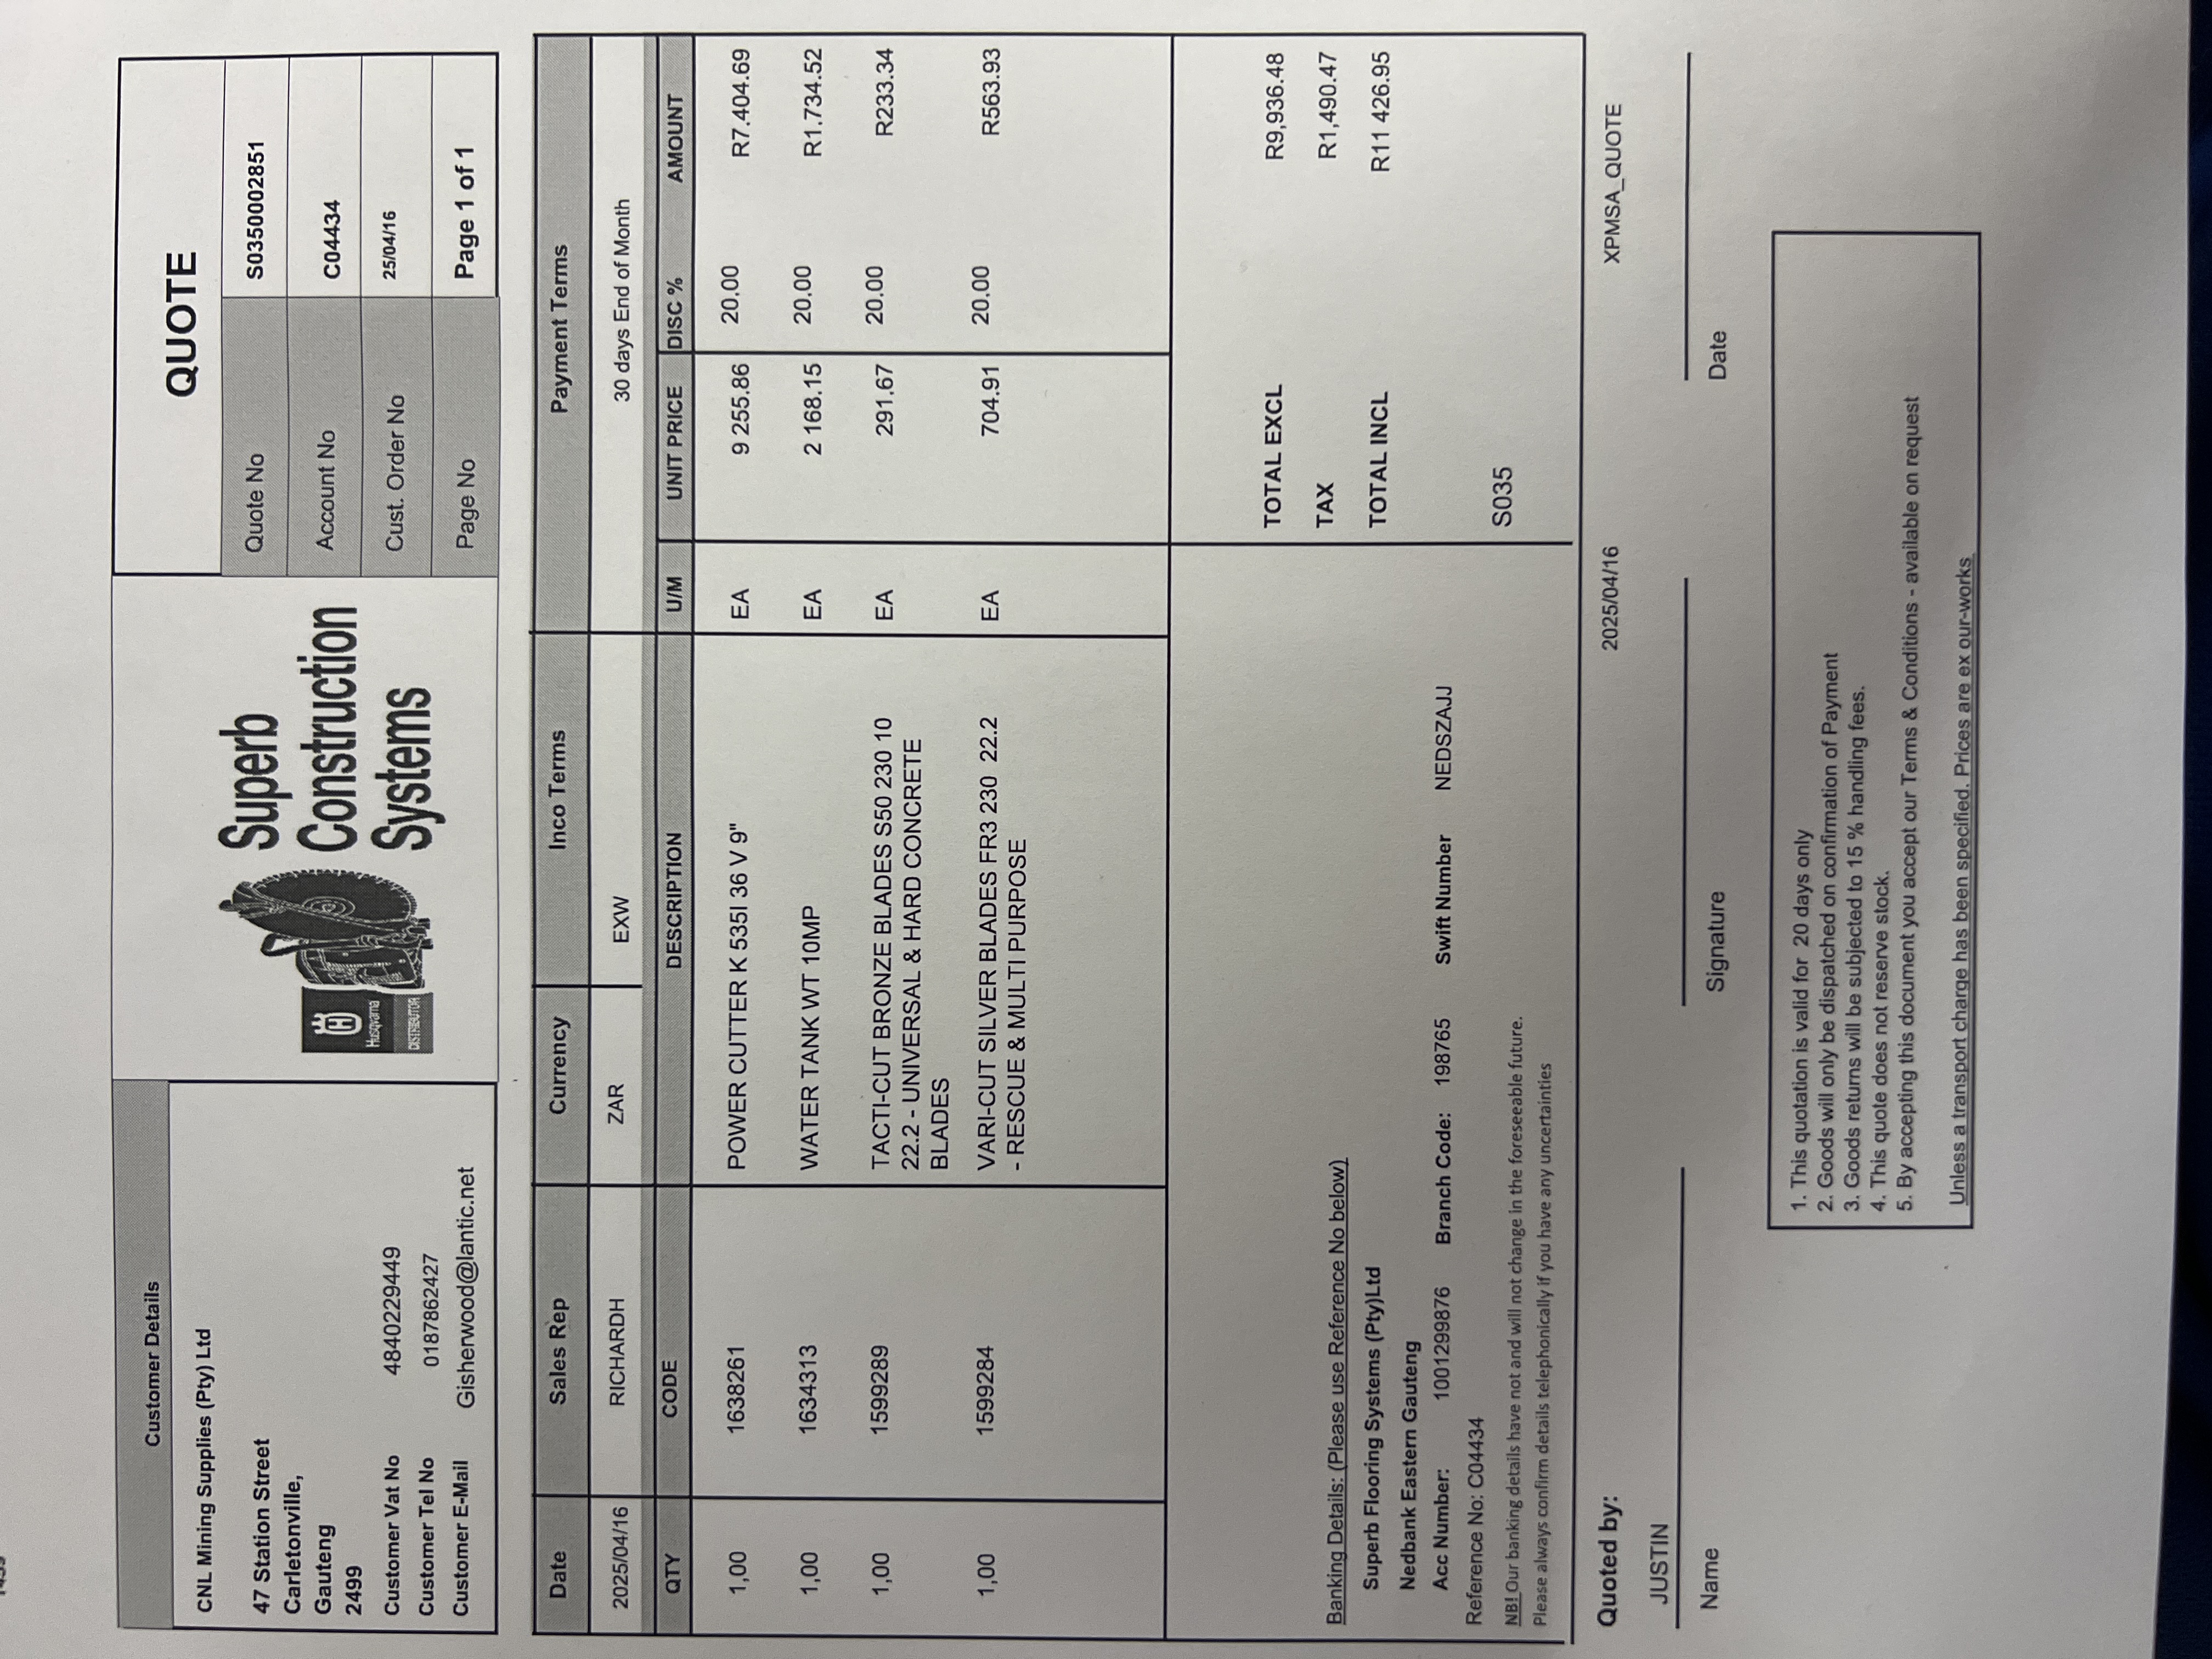 Customer Details
CNL Mining Supplies (Pty) Ltd
47 Station Street
Carletonville,
Gauteng
2499
Customer Vat No 4840229449
Customer Tel No 0187862427
Customer E-Mail Gisherwood@lantic.net
H
Husqvarna
DISTRIBUTOR
Superb
Construction
Systems
QUOTE
Quote No S0350002851
Account No C04434
Cust. Order No 25/04/16
Page No Page 1 of 1
Date Sales Rep Currency Inco Terms Payment Terms
2025/04/16 RICHARDH ZAR EXW 30 days End of Month
QTY CODE DESCRIPTION U/M UNIT PRICE DISC % AMOUNT
1,00 1638261 POWER CUTTER K 535I 36 V 9" EA 9 255.86 20.00 R7.404.69
1,00 1634313 WATER TANK WT 10MP EA 2 168.15 20.00 R1.734.52
1,00 1599289 TACTI-CUT BRONZE BLADES S50 230 10 EA 291.67 20.00 R233.34
22.2 - UNIVERSAL & HARD CONCRETE
BLADES
1,00 1599284 VARI-CUT SILVER BLADES FR3 230 22.2 EA 704.91 20.00 R563.93
- RESCUE & MULTI PURPOSE
TOTAL EXCL R9,936.48
TAX R1,490.47
TOTAL INCL R11 426.95
Banking Details: (Please use Reference No below)
Superb Flooring Systems (Pty)Ltd
Nedbank Eastern Gauteng
Acc Number: 1001299876 Branch Code: 198765 Swift Number NEDSZAJJ
Reference No: C04434
NB! Our banking details have not and will not change in the foreseeable future.
Please always confirm details telephonically if you have any uncertainties
S035
Quoted by: 2025/04/16 XPMSA_QUOTE
JUSTIN
Name Signature Date
1. This quotation is valid for 20 days only
2. Goods will only be dispatched on confirmation of Payment
3. Goods returns will be subjected to 15 % handling fees.
4. This quote does not reserve stock.
5. By accepting this document you accept our Terms & Conditions - available on request
Unless a transport charge has been specified. Prices are ex our-works